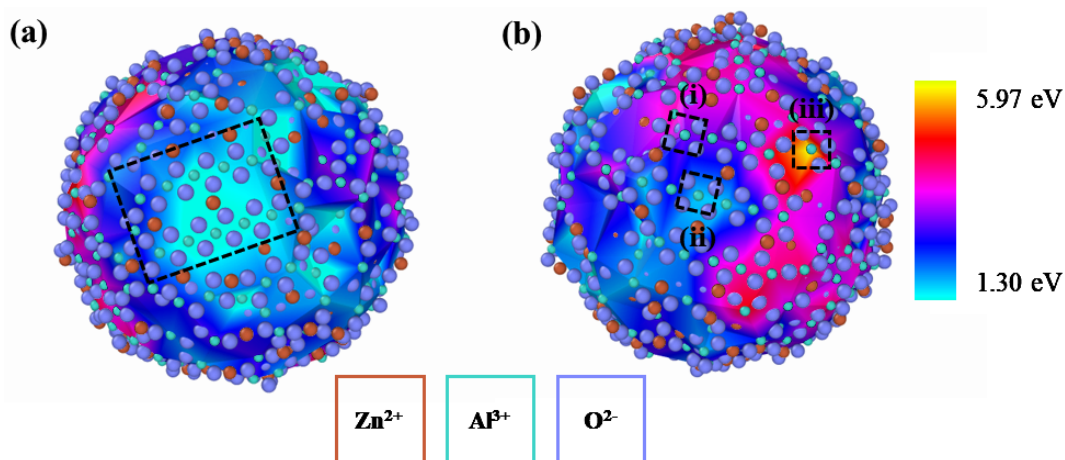 (a)
(b)
(i)
(ii)
(iii)
5.97 eV
1.30 eV
Zn²⁺
Al³⁺
O²⁻